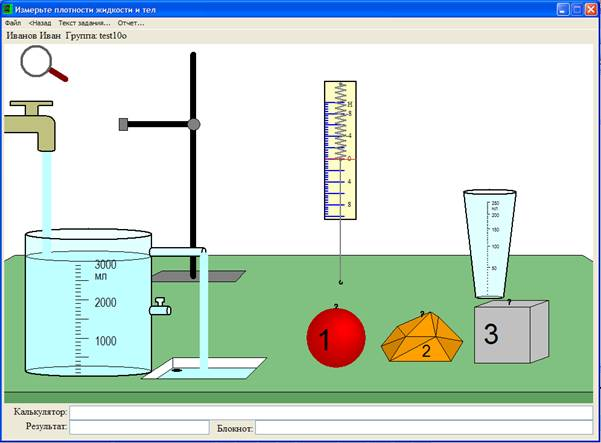 Измерьте плотности жидкости и тел
Файл <Назад Текст задания... Отчет...
Иванов Иван Группа: test10o
Н
8
4
0
4
8
250
мл
200
150
100
50
3000
мл
2000
1000
1
2
3
Калькулятор:
Результат: Блокнот: